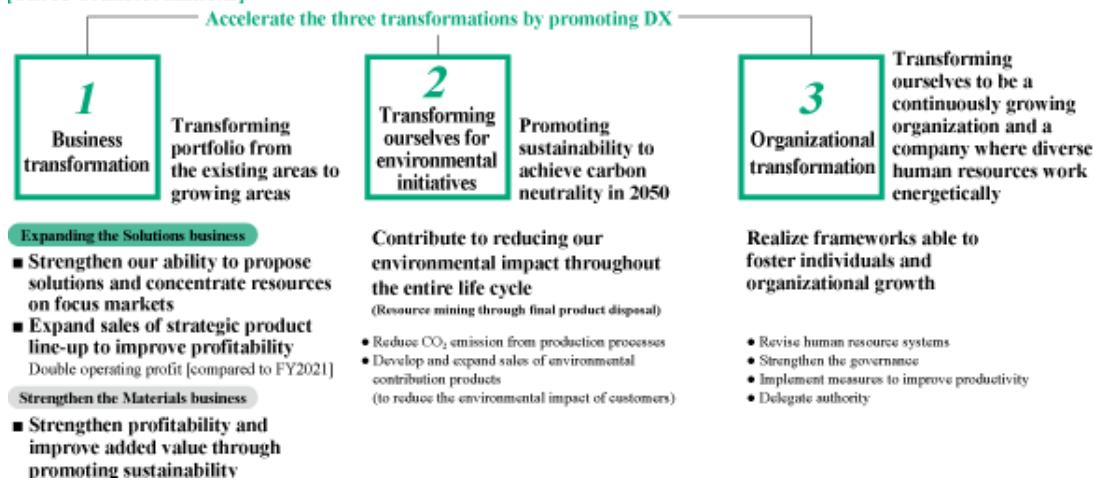 Accelerate the three transformations by promoting DX
1
Business
transformation
Transforming
portfolio from
the existing areas to
growing areas
2
Transforming
ourselves for
environmental
initiatives
Promoting
sustainability to
achieve carbon
neutrality in 2050
3
Organizational
transformation
Transforming
ourselves to be a
continuously growing
organization and a
company where diverse
human resources work
energetically
Expanding the Solutions business
■ Strengthen our ability to propose
solutions and concentrate resources
on focus markets
■ Expand sales of strategic product
line-up to improve profitability
Double operating profit [compared to FY2021]
Strengthen the Materials business
■ Strengthen profitability and
improve added value through
promoting sustainability
Contribute to reducing our
environmental impact throughout
the entire life cycle
(Resource mining through final product disposal)
● Reduce CO₂ emission from production processes
● Develop and expand sales of environmental
contribution products
(to reduce the environmental impact of customers)
Realize frameworks able to
foster individuals and
organizational growth
● Revise human resource systems
● Strengthen the governance
● Implement measures to improve productivity
● Delegate authority